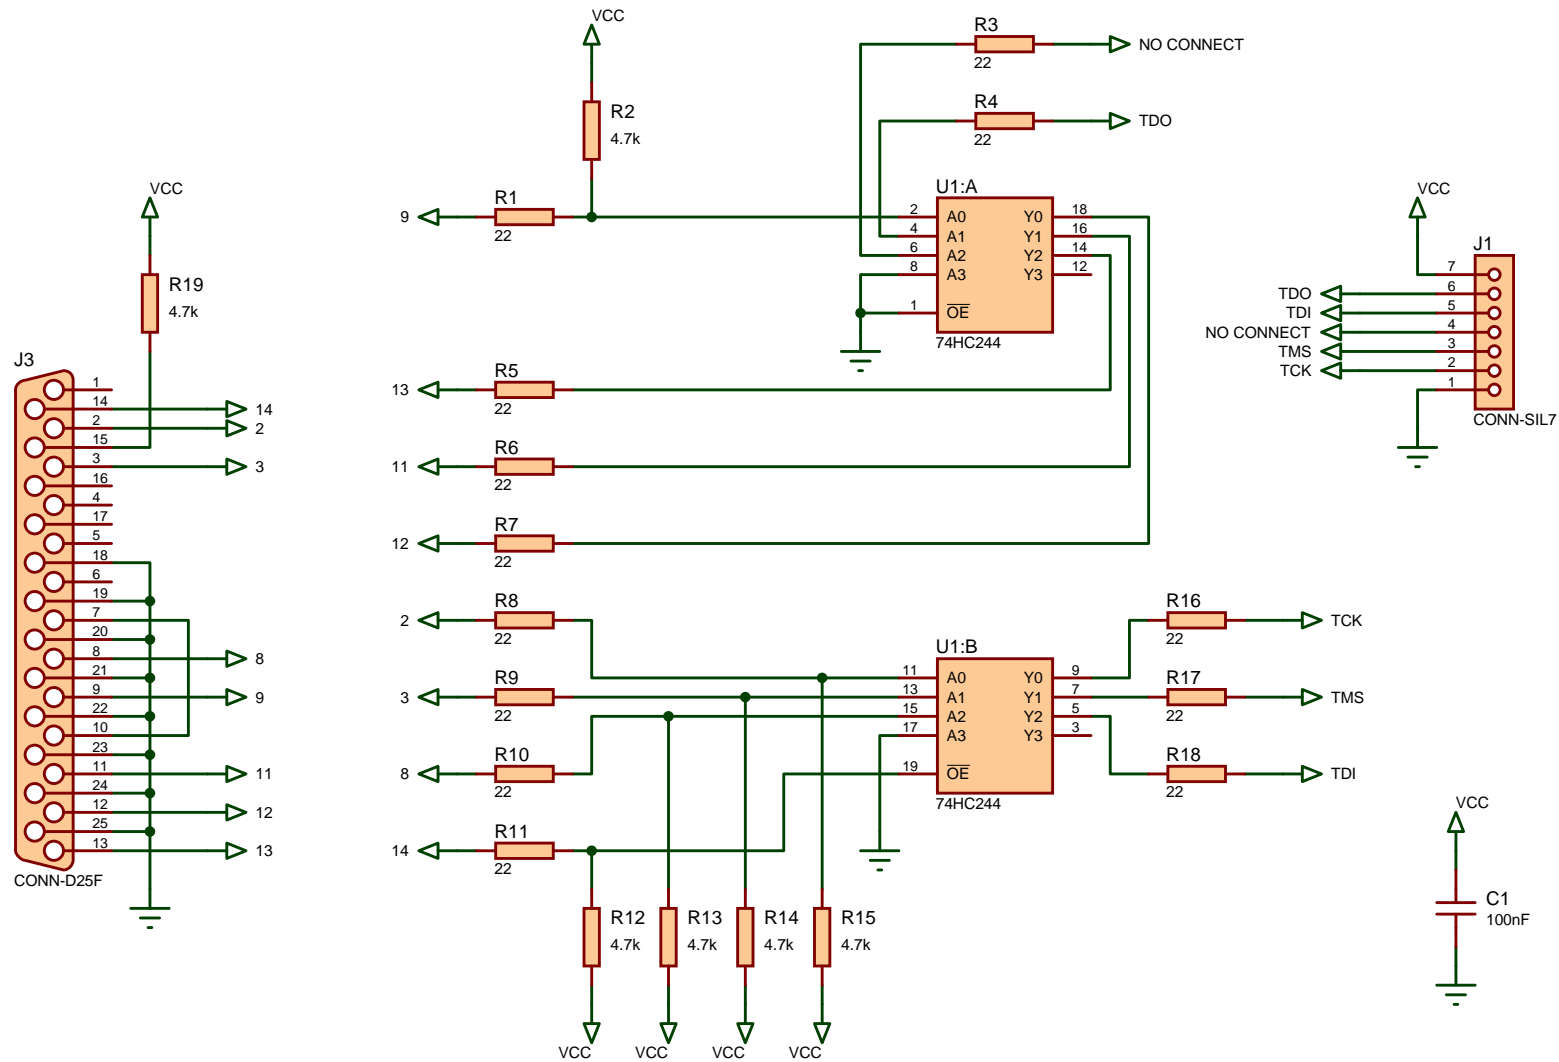 VCC
R2
4.7k
R3
22
NO CONNECT
R4
22
TDO
9
R1
22
U1:A
2
4
6
8
1
A0
A1
A2
A3
OE
Y0
Y1
Y2
Y3
18
16
14
12
74HC244
13
R5
22
11
R6
22
12
R7
22
VCC
R19
4.7k
J3
1
14
2
15
3
16
4
17
5
18
6
19
7
20
8
21
9
22
10
23
11
24
12
25
13
CONN-D25F
14
2
3
8
9
11
12
13
VCC
J1
7
6
5
4
3
2
1
TDO
TDI
NO CONNECT
TMS
TCK
CONN-SIL7
2
R8
22
3
R9
22
8
R10
22
14
R11
22
U1:B
11
13
15
17
19
A0
A1
A2
A3
OE
Y0
Y1
Y2
Y3
9
7
5
3
74HC244
R16
22
TCK
R17
22
TMS
R18
22
TDI
R12
4.7k
R13
4.7k
R14
4.7k
R15
4.7k
VCC
VCC
VCC
VCC
VCC
C1
100nF